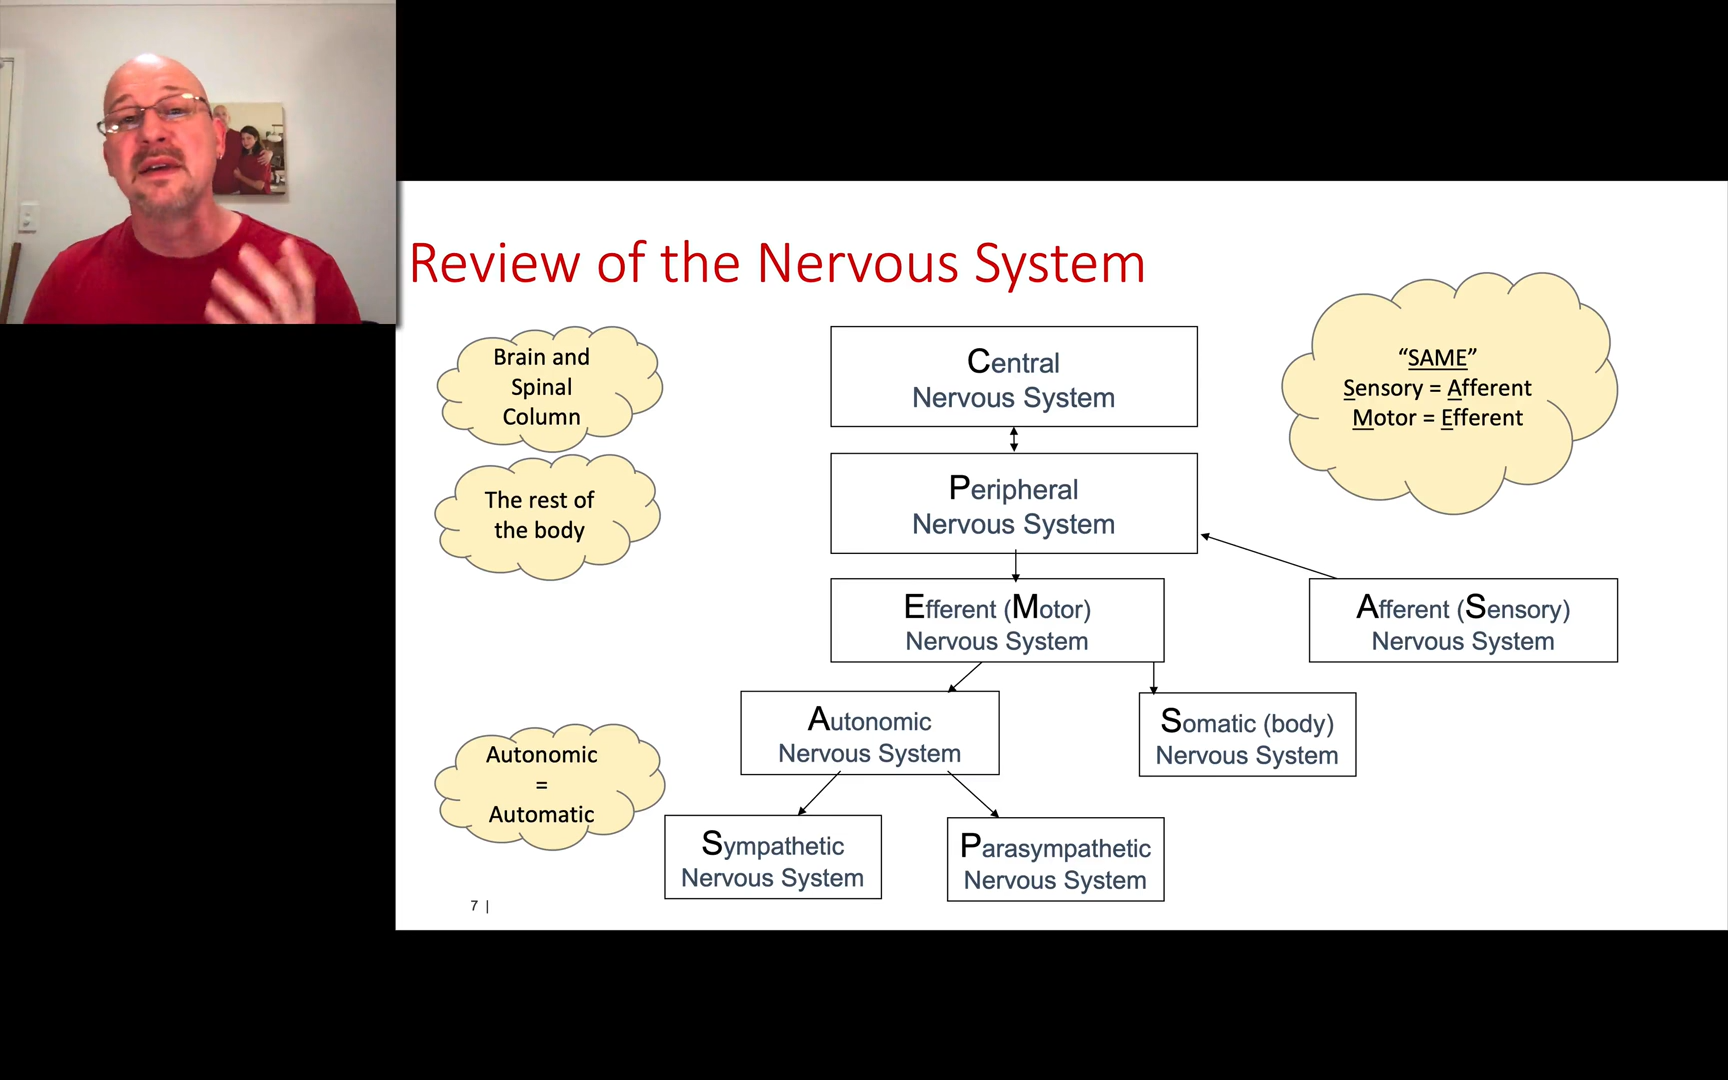 Review of the Nervous System
Brain and
Spinal
Column
The rest of
the body
Autonomic
=
Automatic
Central
Nervous System
Peripheral
Nervous System
“SAME”
Sensory = Afferent
Motor = Efferent
Efferent (Motor)
Nervous System
Afferent (Sensory)
Nervous System
Autonomic
Nervous System
Somatic (body)
Nervous System
Sympathetic
Nervous System
Parasympathetic
Nervous System
7 |